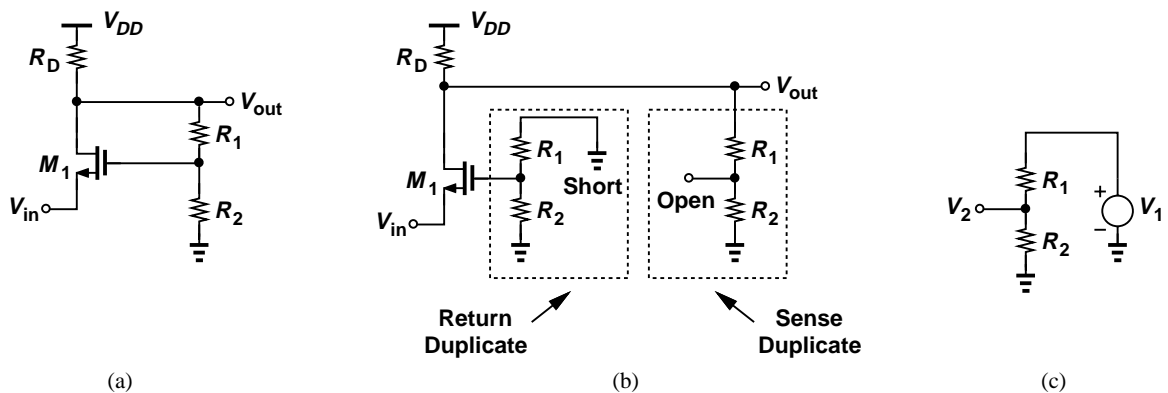 V_DD
R_D
V_out
R_1
M_1
V_in
R_2
(a)
V_DD
R_D
V_out
R_1
Short
M_1
R_2
V_in
R_1
Open
R_2
Return
Duplicate
Sense
Duplicate
(b)
R_1
V_2
R_2
+
−
V_1
(c)